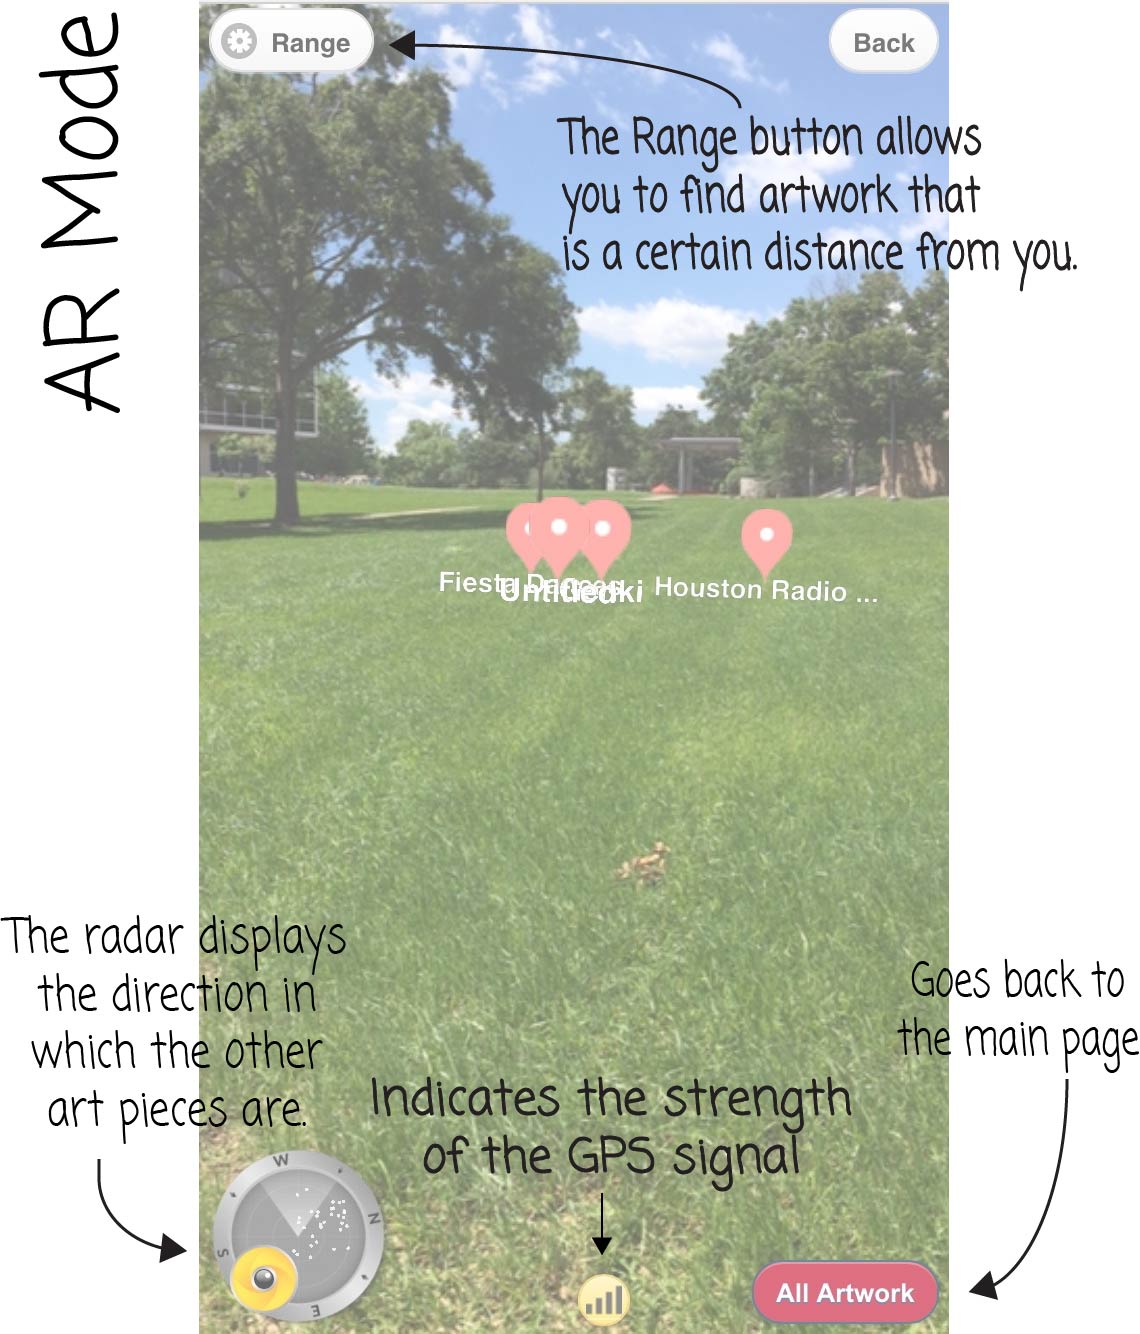 AR Mode
Range
Back
The Range button allows
you to find artwork that
is a certain distance from you.
Fiesta
Untitled
Houston Radio ...
The radar displays
the direction in
which the other
art pieces are.
Goes back to
the main page
Indicates the strength
of the GPS signal
W
N
S
E
All Artwork